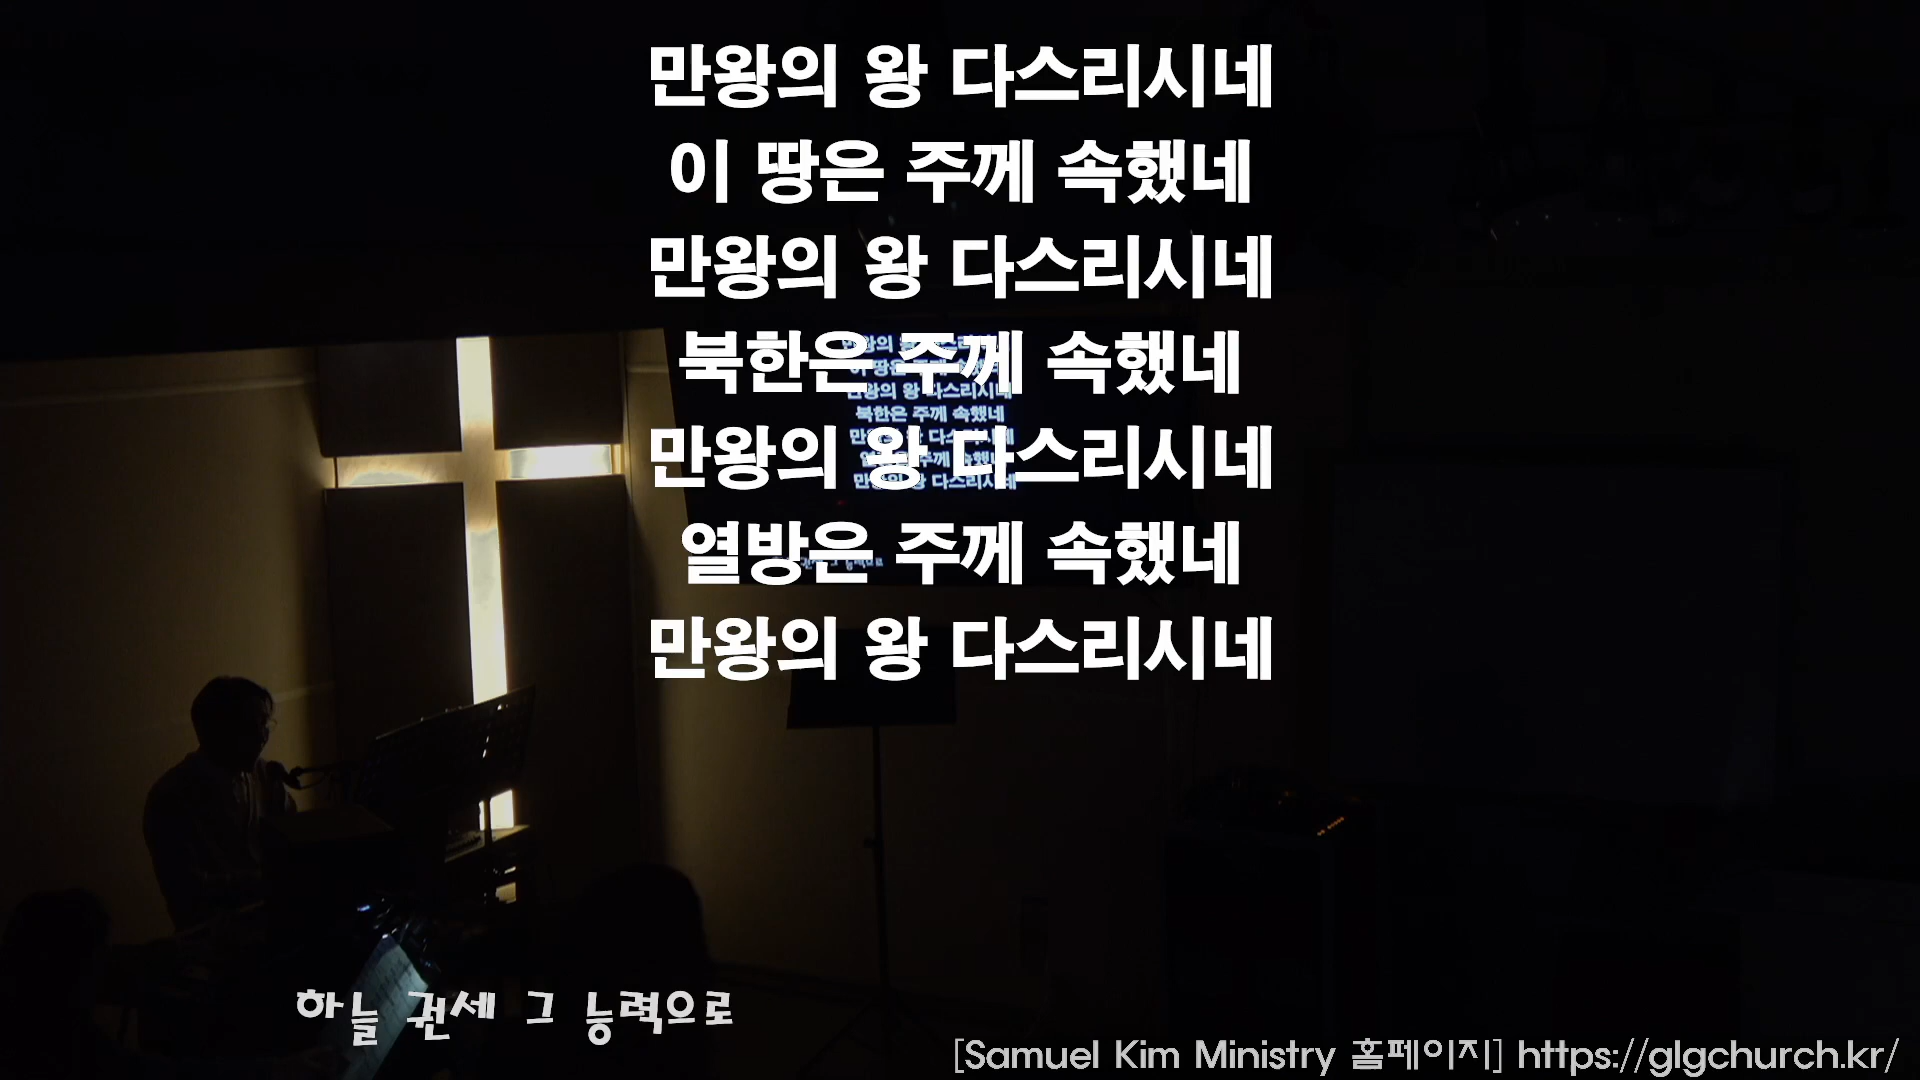 만왕의 왕 다스리시네
이 땅은 주께 속했네
만왕의 왕 다스리시네
북한은 주께 속했네
만왕의 왕 다스리시네
열방은 주께 속했네
만왕의 왕 다스리시네
하늘 권세 그 능력으로
[Samuel Kim Ministry 홀페이지] https://glgchurch.kr/